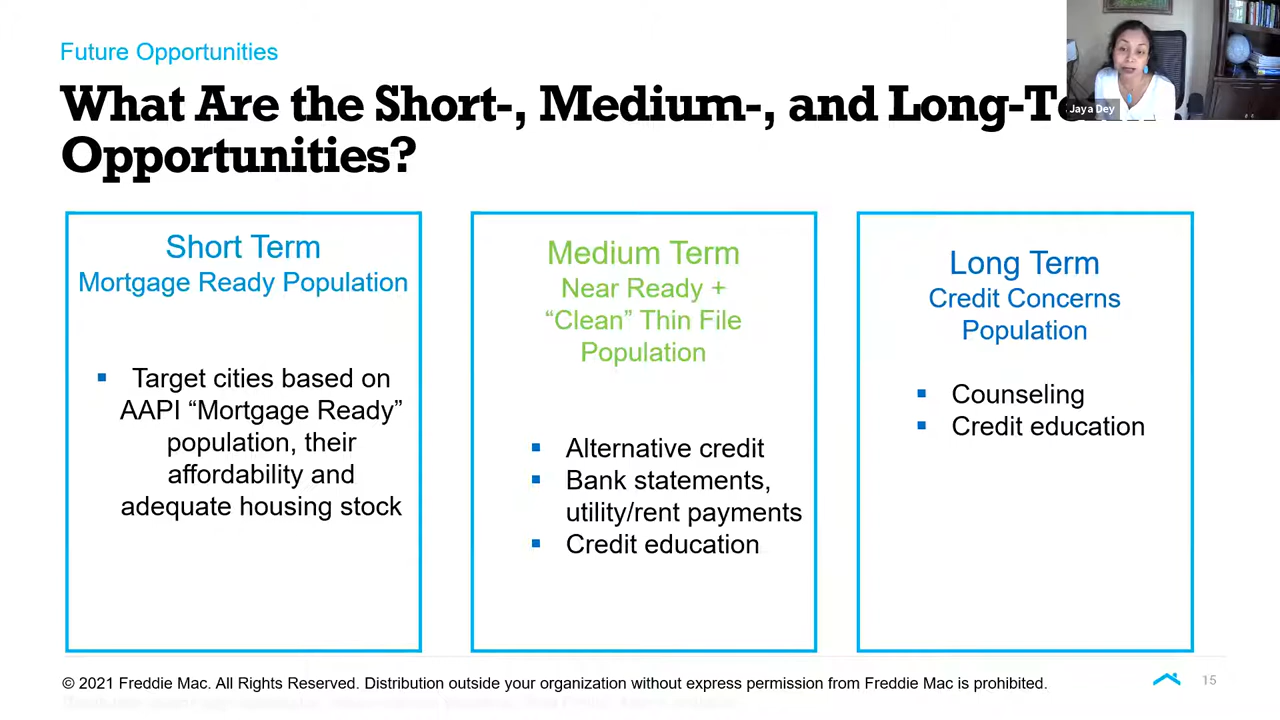 Future Opportunities
What Are the Short-, Medium-, and Long-Term
Opportunities?
Jaya Dey
Short Term
Mortgage Ready Population
▪ Target cities based on
AAPI “Mortgage Ready”
population, their
affordability and
adequate housing stock
Medium Term
Near Ready +
“Clean” Thin File
Population
▪ Alternative credit
▪ Bank statements,
utility/rent payments
▪ Credit education
Long Term
Credit Concerns
Population
▪ Counseling
▪ Credit education
© 2021 Freddie Mac. All Rights Reserved. Distribution outside your organization without express permission from Freddie Mac is prohibited.
15